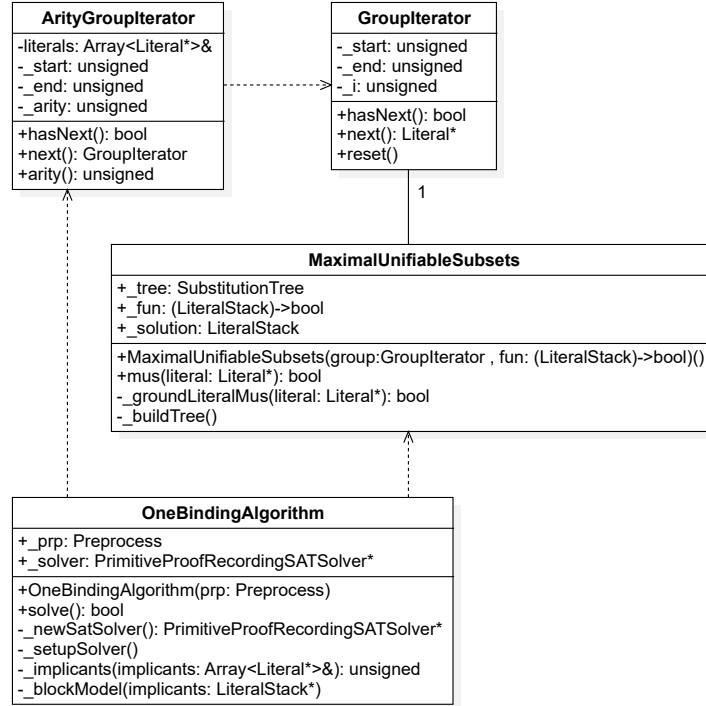 ArityGroupIterator
-literals: Array<Literal*>&
-_start: unsigned
-_end: unsigned
-_arity: unsigned
+hasNext(): bool
+next(): GroupIterator
+arity(): unsigned
GroupIterator
-_start: unsigned
-_end: unsigned
-_i: unsigned
+hasNext(): bool
+next(): Literal*
+reset()
1
MaximalUnifiableSubsets
+_tree: SubstitutionTree
+_fun: (LiteralStack)->bool
+_solution: LiteralStack
+MaximalUnifiableSubsets(group:GroupIterator , fun: (LiteralStack)->bool)()
+mus(literal: Literal*): bool
-_groundLiteralMus(literal: Literal*): bool
-_buildTree()
OneBindingAlgorithm
+_prp: Preprocess
+_solver: PrimitiveProofRecordingSATSolver*
+OneBindingAlgorithm(prp: Preprocess)
+solve(): bool
-_newSatSolver(): PrimitiveProofRecordingSATSolver*
-_setupSolver()
-_implicants(implicants: Array<Literal*>&): unsigned
-_blockModel(implicants: LiteralStack*)